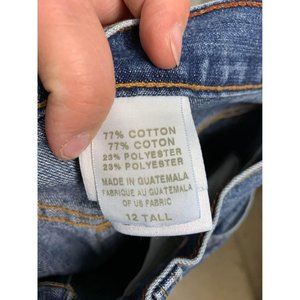 77% COTTON
77% COTON
23% POLYESTER
23% POLYESTER
MADE IN GUATEMALA
FABRIQUE AU GUATEMALA
OF US FABRIC
12 TALL